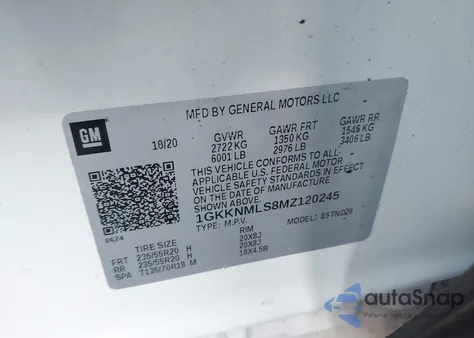 MFD BY GENERAL MOTORS LLC
GM
10/20
GVWR GAWR FRT GAWR RR
2722 KG 1350 KG 1545 KG
6001 LB 2976 LB 3406 LB
THIS VEHICLE CONFORMS TO ALL
APPLICABLE U.S. FEDERAL MOTOR
VEHICLE SAFETY STANDARDS IN EFFECT
ON THE DATE OF MANUFACTURE SHOWN ABOVE.
1GKKNMLS8MZ120245
TYPE: M.P.V. 85TND26
8624
TIRE SIZE RIM
FRT 235/55R20 H 20X8J
RR 235/55R20 H 20X8J
SPA T135/70R18 M 18X4.5B
autoSnap